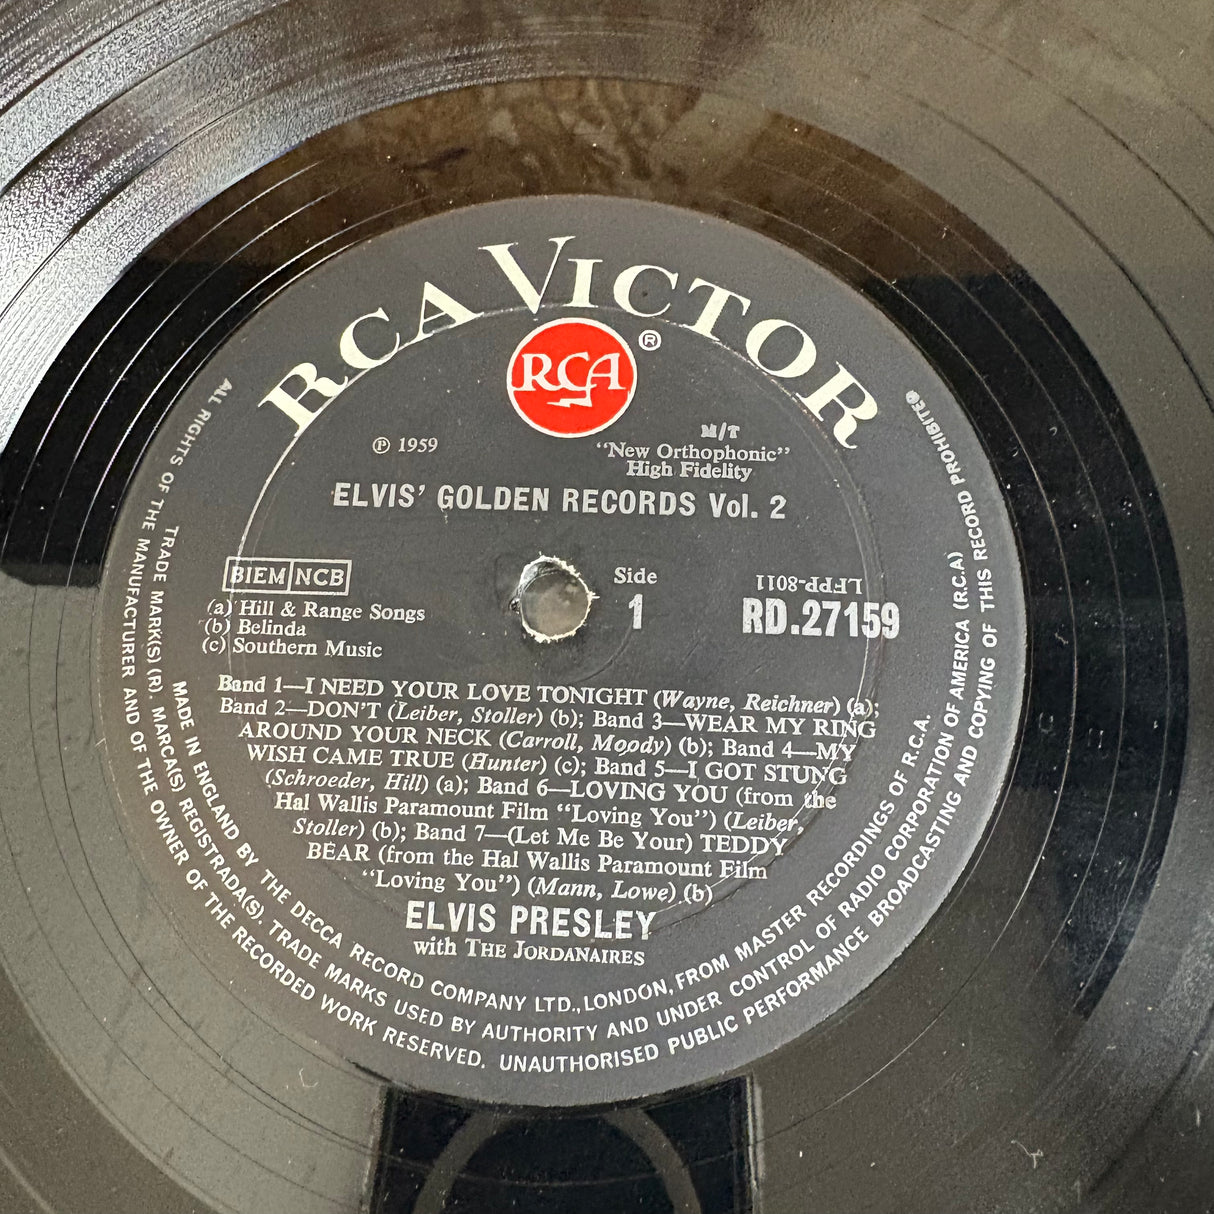 RCA VICTOR
RCA ®
℗ 1959
M/T
"New Orthophonic"
High Fidelity
ELVIS' GOLDEN RECORDS Vol. 2
BIEM NCB
(a) Hill & Range Songs
(b) Belinda
(c) Southern Music
Side
1
LFPP-8011
RD.27159
Band 1—I NEED YOUR LOVE TONIGHT (Wayne, Reichner) (a);
Band 2—DON'T (Leiber, Stoller) (b); Band 3—WEAR MY RING
AROUND YOUR NECK (Carroll, Moody) (b); Band 4—MY
WISH CAME TRUE (Hunter) (c); Band 5—I GOT STUNG
(Schroeder, Hill) (a); Band 6—LOVING YOU (from the
Hal Wallis Paramount Film "Loving You") (Leiber,
Stoller) (b); Band 7—(Let Me Be Your) TEDDY
BEAR (from the Hal Wallis Paramount Film
"Loving You") (Mann, Lowe) (b)
ELVIS PRESLEY
with THE JORDANAIRES
MADE IN ENGLAND BY THE DECCA RECORD COMPANY LTD., LONDON, FROM MASTER RECORDINGS OF R.C.A.
TRADE MARK(S) (R). MARCA(S) REGISTRADA(S). TRADE MARKS USED BY AUTHORITY AND UNDER CONTROL OF RADIO CORPORATION OF AMERICA (R.C.A)
ALL RIGHTS OF THE MANUFACTURER AND OF THE OWNER OF THE RECORDED WORK RESERVED. UNAUTHORISED PUBLIC PERFORMANCE BROADCASTING AND COPYING OF THIS RECORD PROHIBITED